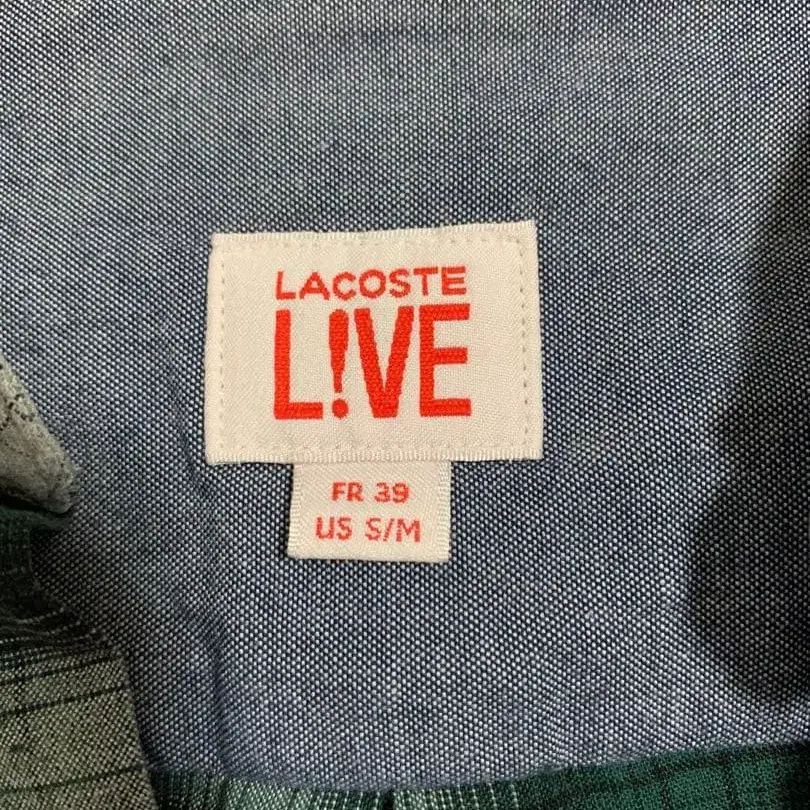 LACOSTE
L!VE
FR 39
US S/M